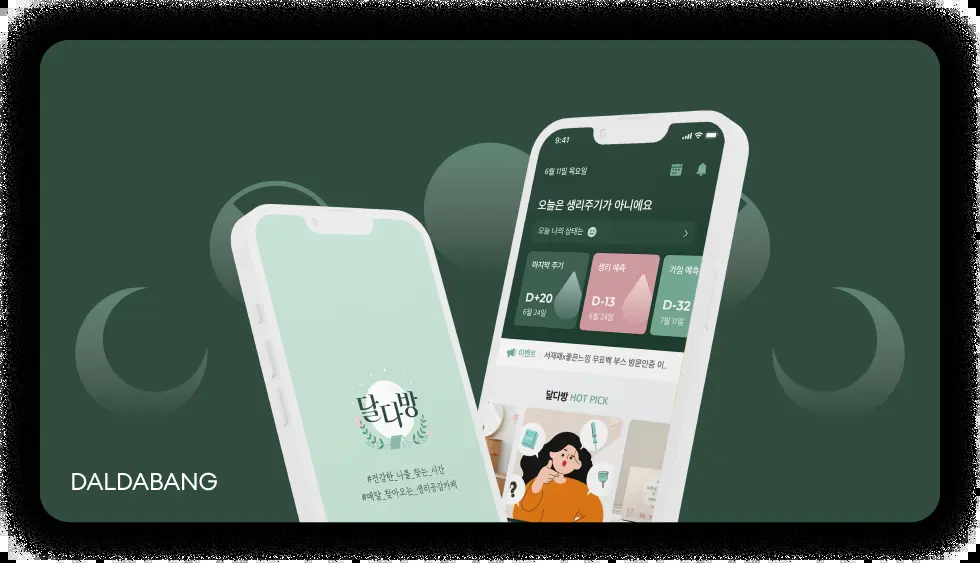 9:41
6월 11일 목요일
오늘은 생리주기가 아니에요
오늘 나의 상태는
마지막 주기
D+20
6월 24일
생리 예측
D-13
6월 24일
가임 예측
D-32
7월 11일
이벤트
서재페x좋은느낌 무료백 부스 방문인증 이..
달다방 HOT PICK
?
달다방
#건강한_나를_찾는_시간
#매달_찾아오는_생리공감카페
DALDABANG